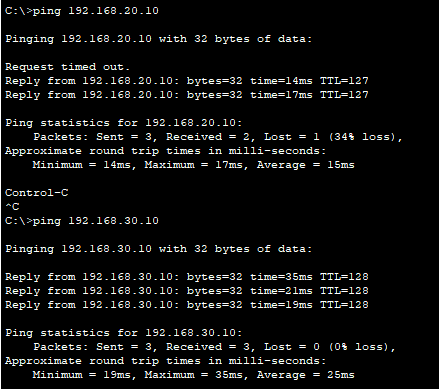 C:\>ping 192.168.20.10
Pinging 192.168.20.10 with 32 bytes of data:
Request timed out.
Reply from 192.168.20.10: bytes=32 time=14ms TTL=127
Reply from 192.168.20.10: bytes=32 time=17ms TTL=127
Ping statistics for 192.168.20.10:
Packets: Sent = 3, Received = 2, Lost = 1 (34% loss),
Approximate round trip times in milli-seconds:
Minimum = 14ms, Maximum = 17ms, Average = 15ms
Control-C
^C
C:\>ping 192.168.30.10
Pinging 192.168.30.10 with 32 bytes of data:
Reply from 192.168.30.10: bytes=32 time=35ms TTL=128
Reply from 192.168.30.10: bytes=32 time=21ms TTL=128
Reply from 192.168.30.10: bytes=32 time=19ms TTL=128
Ping statistics for 192.168.30.10:
Packets: Sent = 3, Received = 3, Lost = 0 (0% loss),
Approximate round trip times in milli-seconds:
Minimum = 19ms, Maximum = 35ms, Average = 25ms